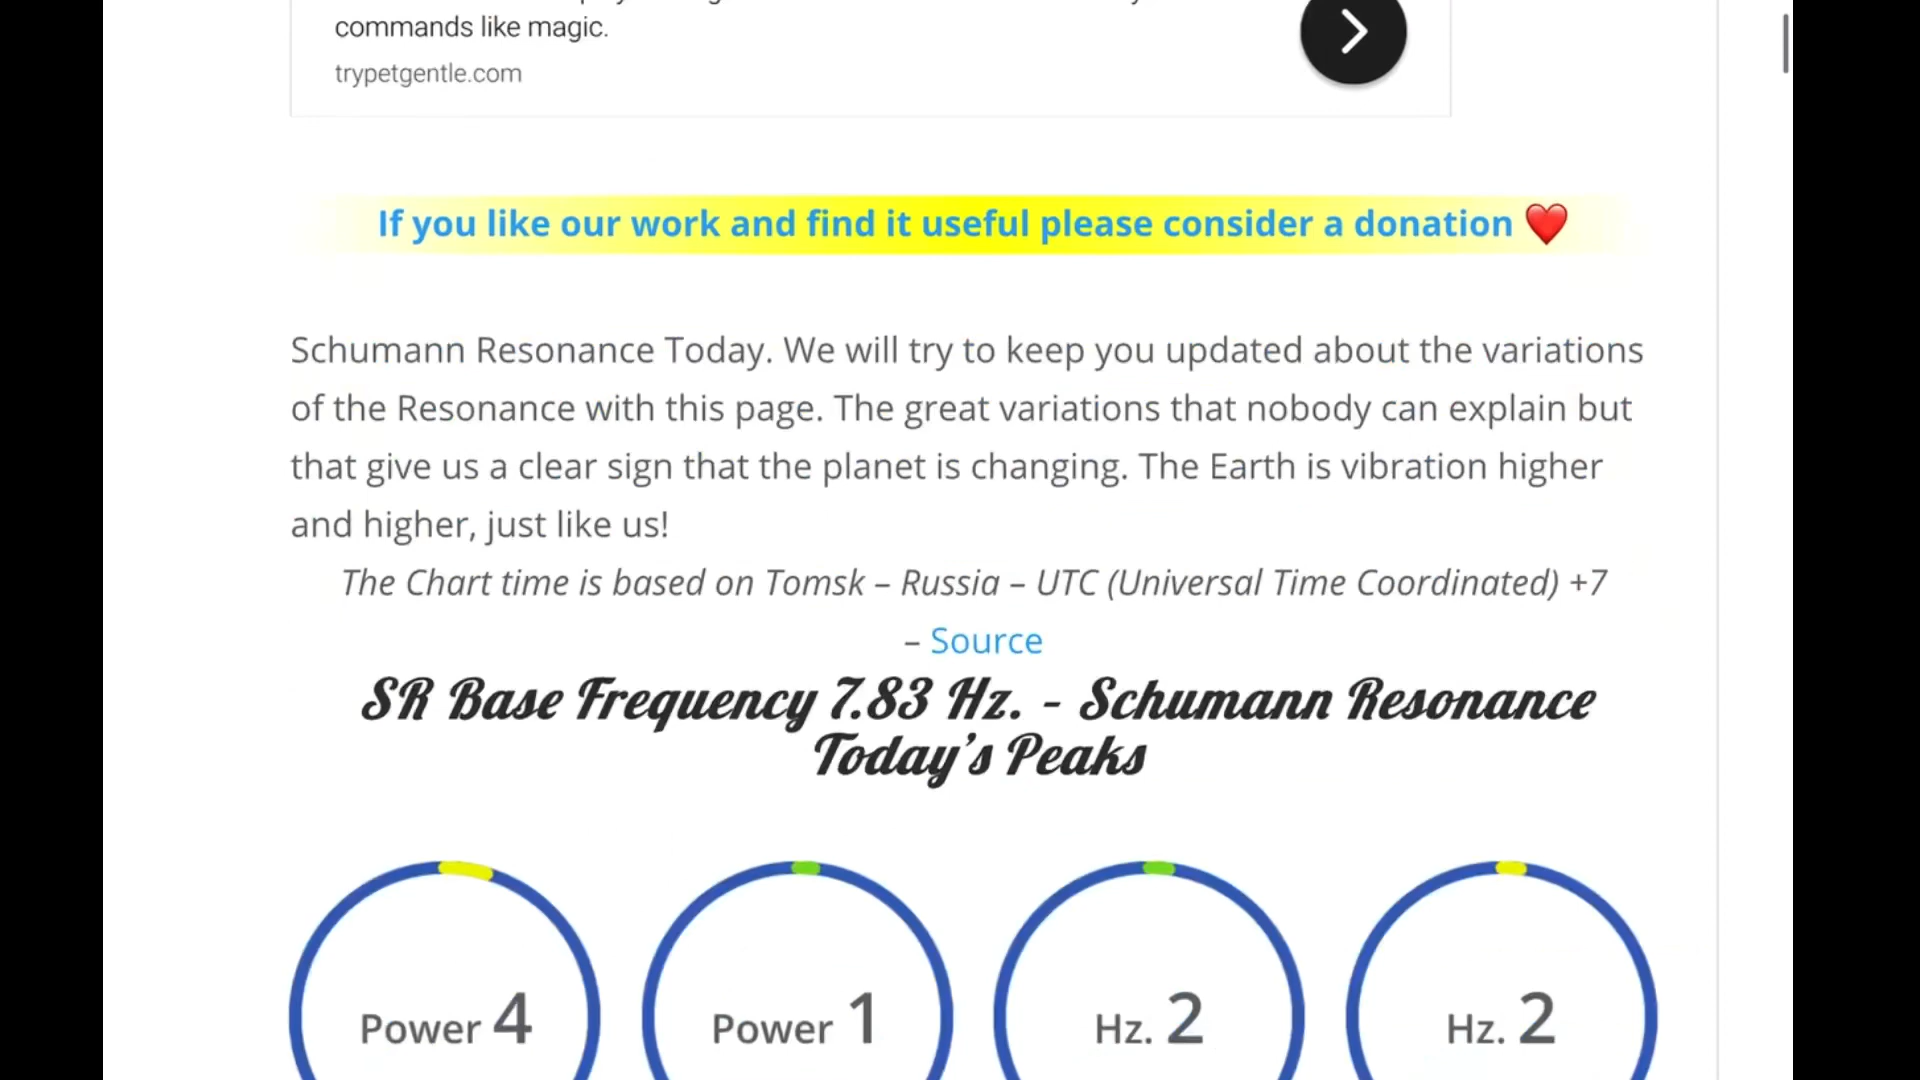 commands like magic.
trypetgentle.com
If you like our work and find it useful please consider a donation ❤️
Schumann Resonance Today. We will try to keep you updated about the variations
of the Resonance with this page. The great variations that nobody can explain but
that give us a clear sign that the planet is changing. The Earth is vibration higher
and higher, just like us!
The Chart time is based on Tomsk – Russia – UTC (Universal Time Coordinated) +7
– Source
SR Base Frequency 7.83 Hz. - Schumann Resonance
Today’s Peaks
Power 4
Power 1
Hz. 2
Hz. 2